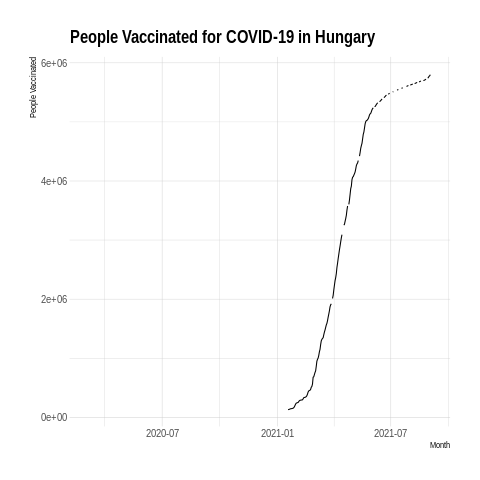 People Vaccinated for COVID-19 in Hungary
People Vaccinated
6e+06
4e+06
2e+06
0e+00
2020-07
2021-01
2021-07
Month